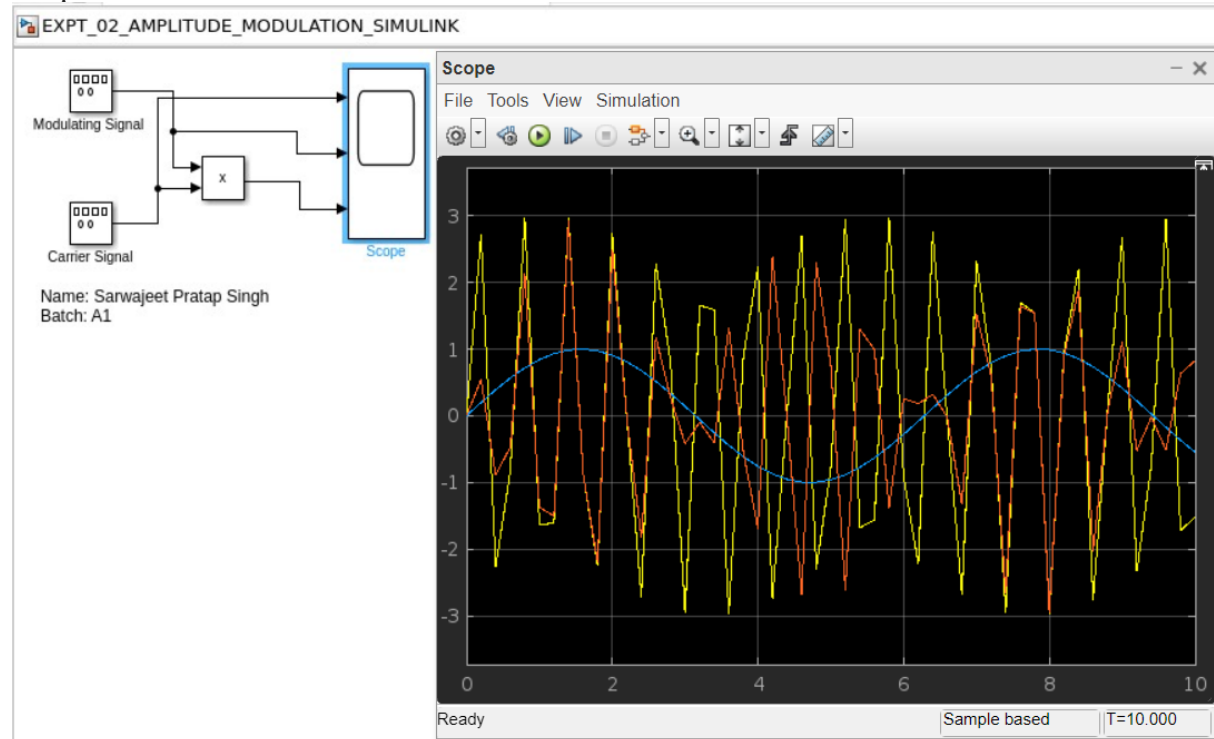 EXPT_02_AMPLITUDE_MODULATION_SIMULINK
Modulating Signal
x
Carrier Signal
Scope
Name: Sarwajeet Pratap Singh
Batch: A1
Scope
File Tools View Simulation
3
2
1
0
-1
-2
-3
0 2 4 6 8 10
Ready Sample based T=10.000